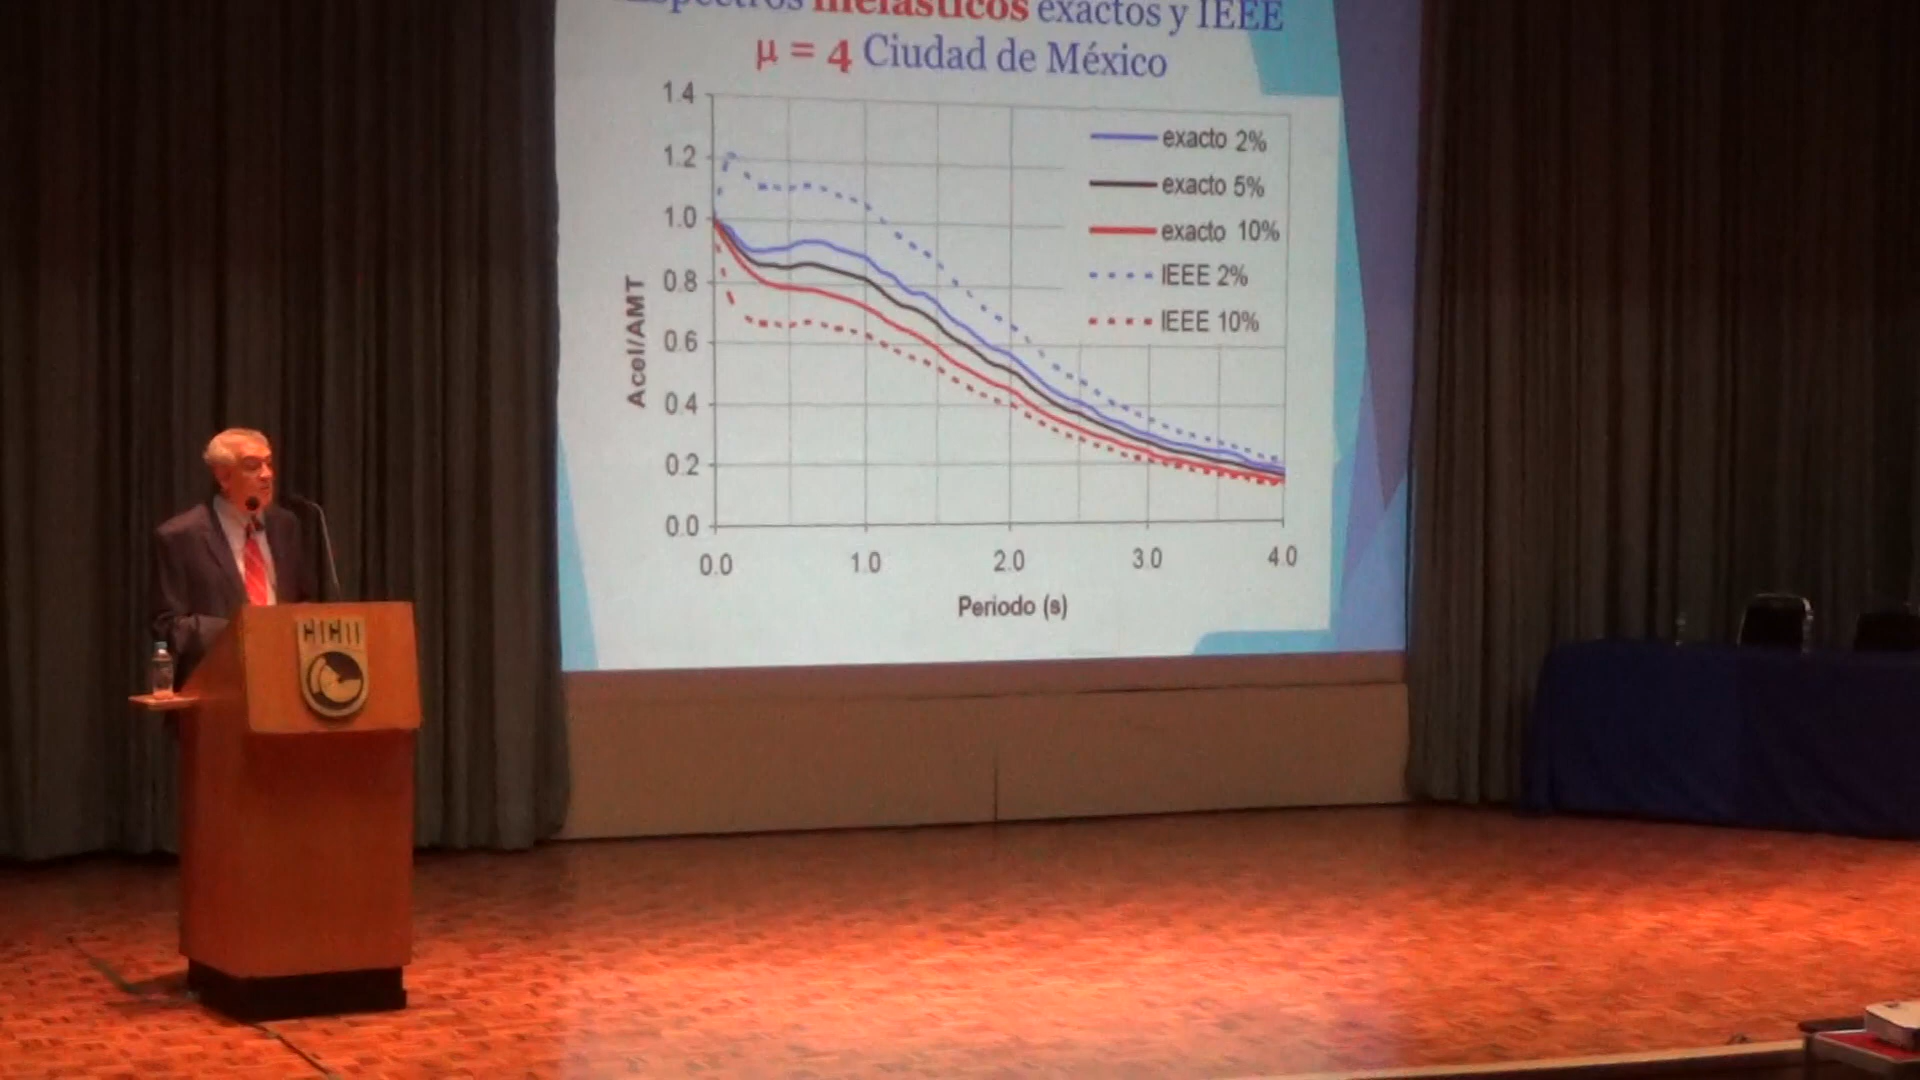 Espectros inelásticos exactos y IEEE
μ = 4 Ciudad de México
1.4
1.2
1.0
0.8
0.6
0.4
0.2
0.0
Acel/AMT
0.0 1.0 2.0 3.0 4.0
Periodo (s)
exacto 2%
exacto 5%
exacto 10%
IEEE 2%
IEEE 10%